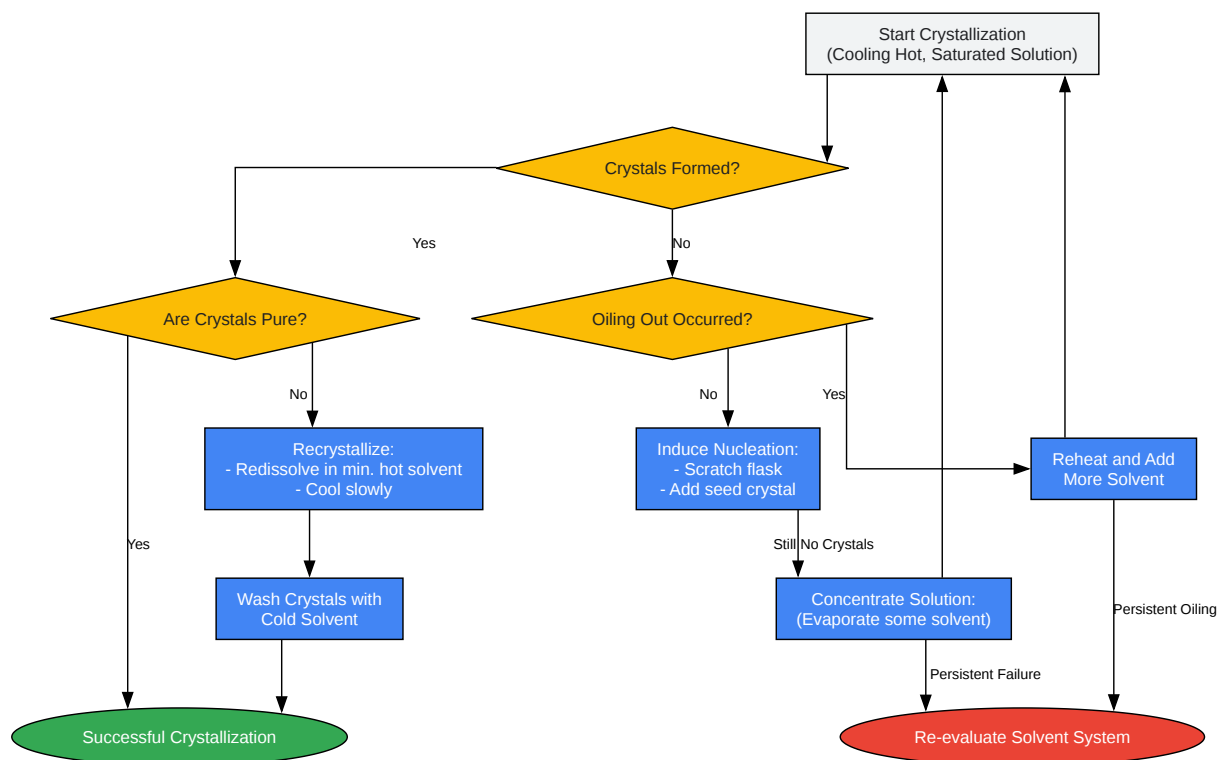 Start Crystallization
(Cooling Hot, Saturated Solution)
Crystals Formed?
Yes
No
Are Crystals Pure?
Oiling Out Occurred?
No
No
Yes
Recrystallize:
- Redissolve in min. hot solvent
- Cool slowly
Induce Nucleation:
- Scratch flask
- Add seed crystal
Reheat and Add
More Solvent
Yes
Still No Crystals
Wash Crystals with
Cold Solvent
Concentrate Solution:
(Evaporate some solvent)
Persistent Oiling
Persistent Failure
Successful Crystallization
Re-evaluate Solvent System